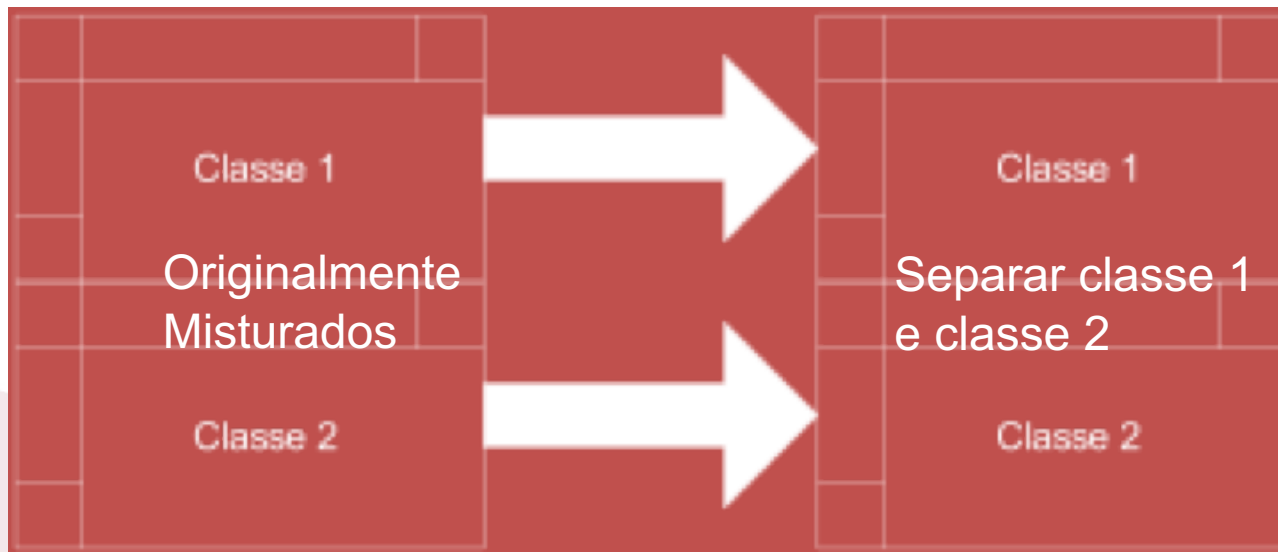 Classe 1
Originalmente
Misturados
Classe 2
Classe 1
Separar classe 1
e classe 2
Classe 2